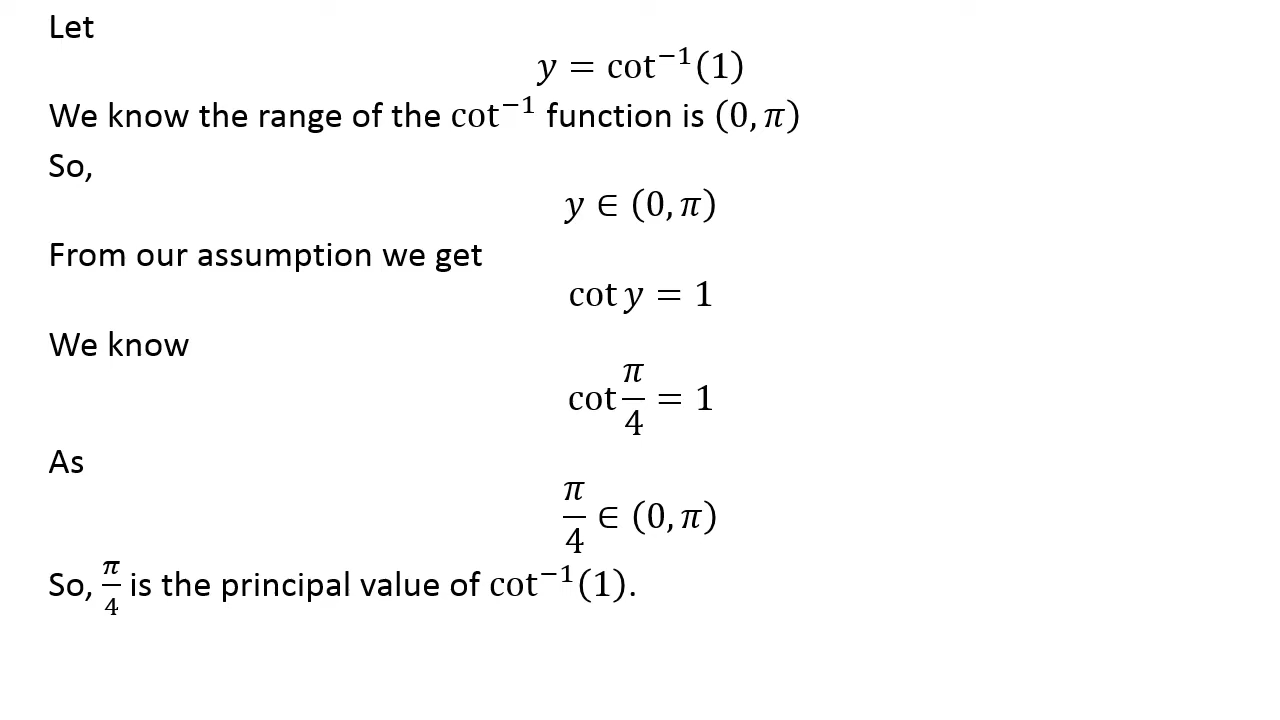 Let
y = cot⁻¹(1)
We know the range of the cot⁻¹ function is (0, π)
So,
y ∈ (0, π)
From our assumption we get
cot y = 1
We know
cot π/4 = 1
As
π/4 ∈ (0, π)
So, π/4 is the principal value of cot⁻¹(1).